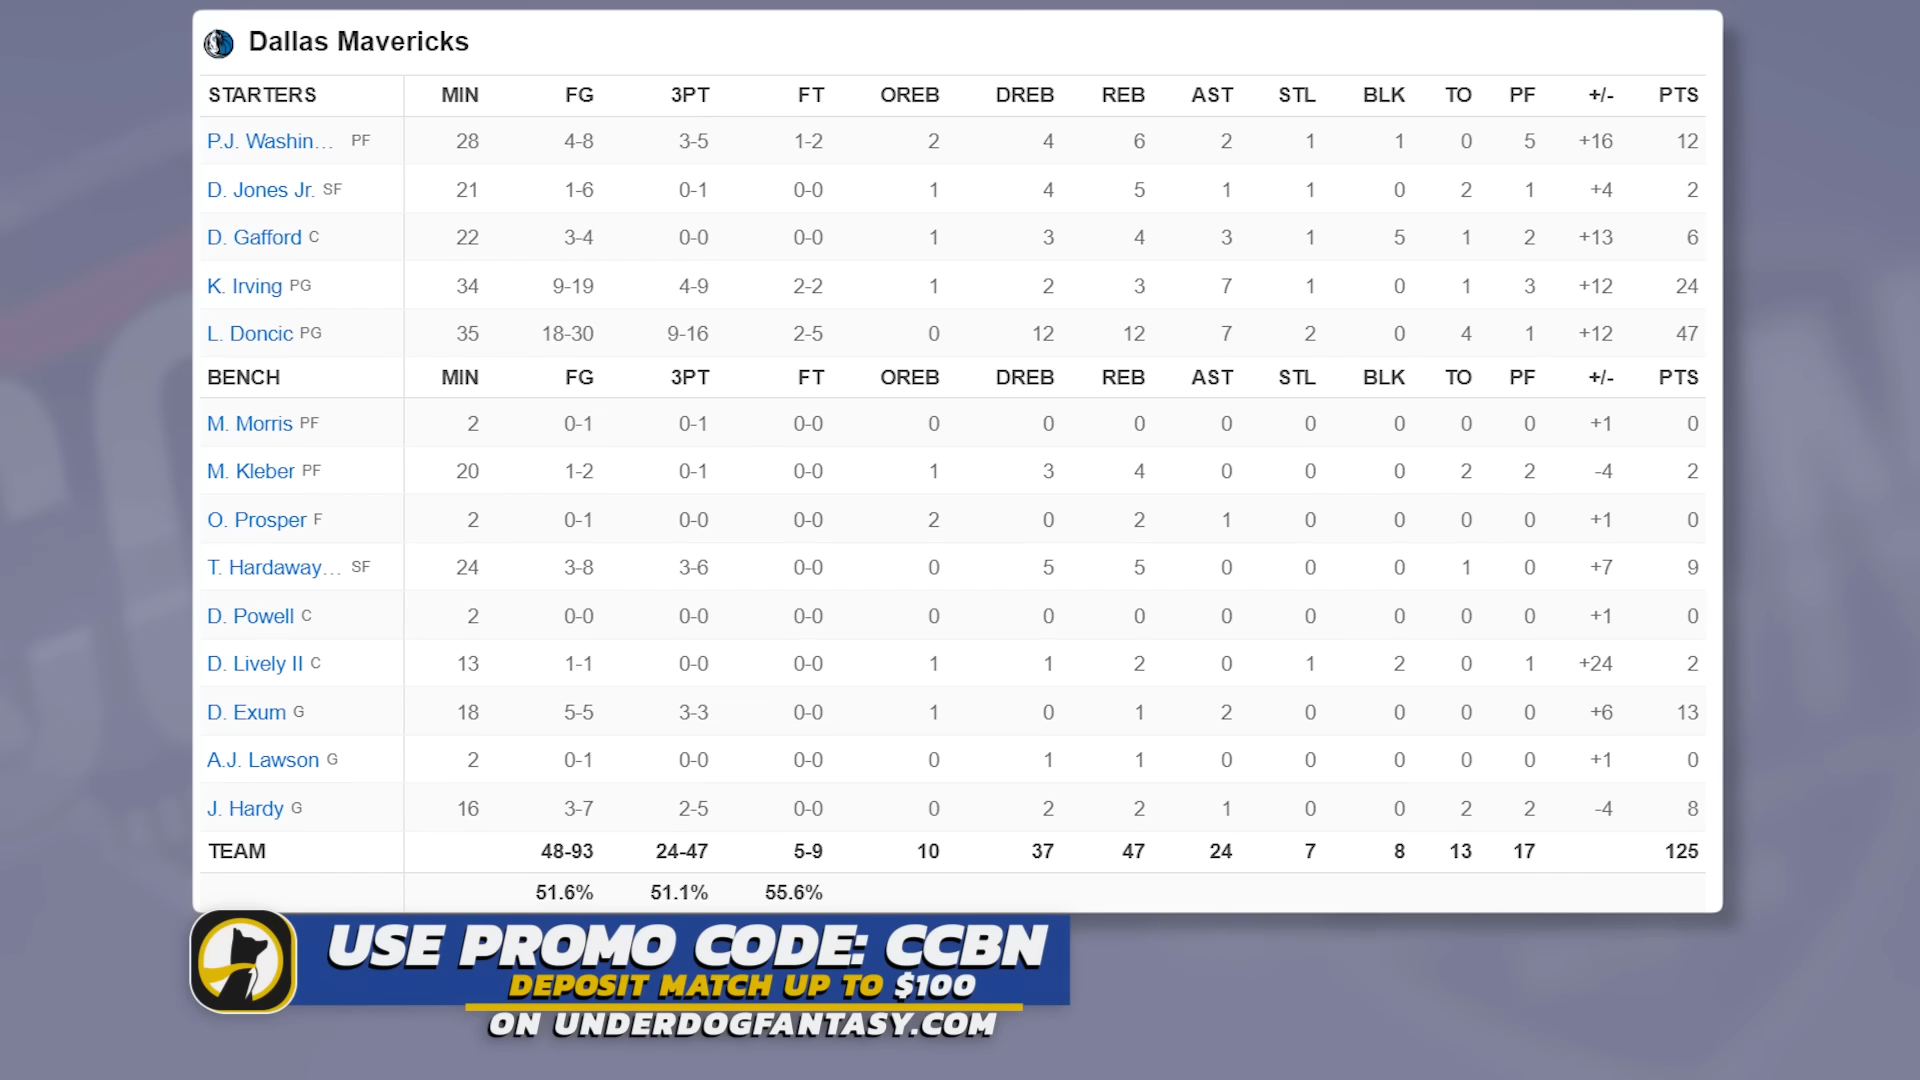 Dallas Mavericks
STARTERS MIN FG 3PT FT OREB DREB REB AST STL BLK TO PF +/- PTS
P.J. Washin... PF 28 4-8 3-5 1-2 2 4 6 2 1 1 0 5 +16 12
D. Jones Jr. SF 21 1-6 0-1 0-0 1 4 5 1 1 0 2 1 +4 2
D. Gafford C 22 3-4 0-0 0-0 1 3 4 3 1 5 1 2 +13 6
K. Irving PG 34 9-19 4-9 2-2 1 2 3 7 1 0 1 3 +12 24
L. Doncic PG 35 18-30 9-16 2-5 0 12 12 7 2 0 4 1 +12 47
BENCH MIN FG 3PT FT OREB DREB REB AST STL BLK TO PF +/- PTS
M. Morris PF 2 0-1 0-1 0-0 0 0 0 0 0 0 0 0 +1 0
M. Kleber PF 20 1-2 0-1 0-0 1 3 4 0 0 0 2 2 -4 2
O. Prosper F 2 0-1 0-0 0-0 2 0 2 1 0 0 0 0 +1 0
T. Hardaway... SF 24 3-8 3-6 0-0 0 5 5 0 0 0 1 0 +7 9
D. Powell C 2 0-0 0-0 0-0 0 0 0 0 0 0 0 0 +1 0
D. Lively II C 13 1-1 0-0 0-0 1 1 2 0 1 2 0 1 +24 2
D. Exum G 18 5-5 3-3 0-0 1 0 1 2 0 0 0 0 +6 13
A.J. Lawson G 2 0-1 0-0 0-0 0 1 1 0 0 0 0 0 +1 0
J. Hardy G 16 3-7 2-5 0-0 0 2 2 1 0 0 2 2 -4 8
TEAM 48-93 24-47 5-9 10 37 47 24 7 8 13 17 125
51.6% 51.1% 55.6%
USE PROMO CODE: CCBN
DEPOSIT MATCH UP TO $100
ON UNDERDOGFANTASY.COM